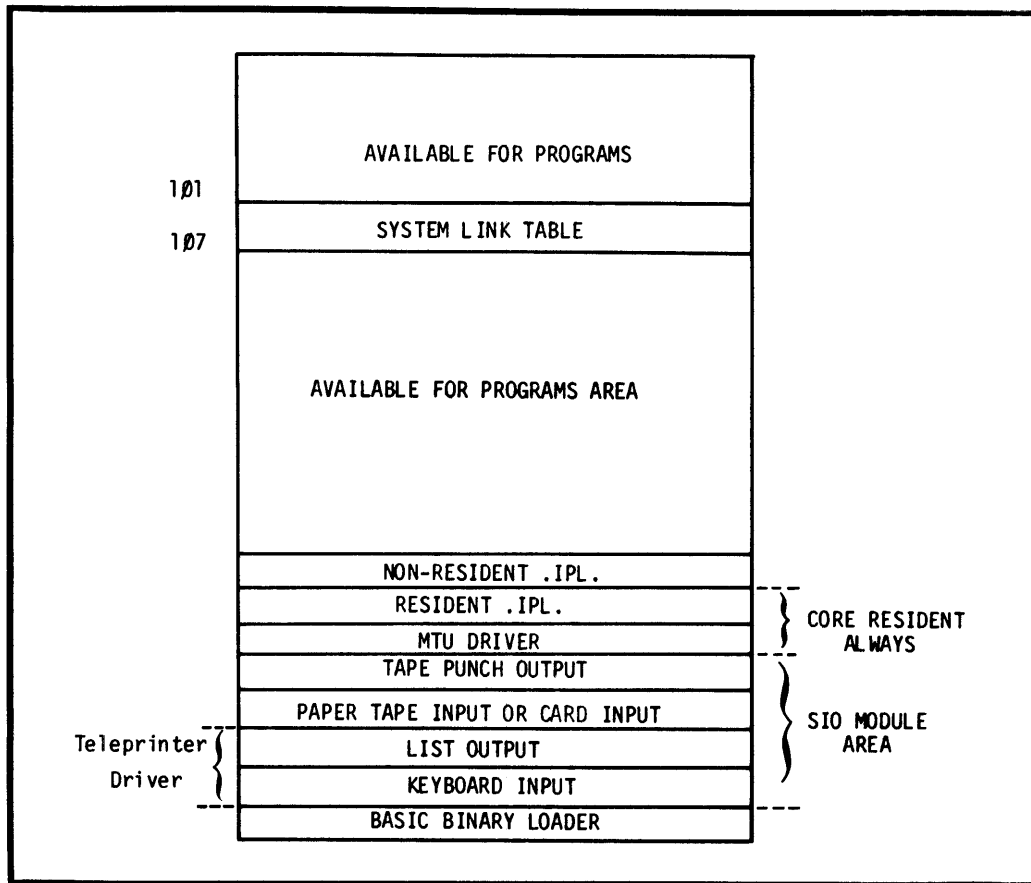 AVAILABLE FOR PROGRAMS
1Ø1
SYSTEM LINK TABLE
1Ø7
AVAILABLE FOR PROGRAMS AREA
NON-RESIDENT .IPL.
RESIDENT .IPL.
CORE RESIDENT
ALWAYS
MTU DRIVER
TAPE PUNCH OUTPUT
PAPER TAPE INPUT OR CARD INPUT
SIO MODULE
AREA
Teleprinter
Driver
LIST OUTPUT
KEYBOARD INPUT
BASIC BINARY LOADER